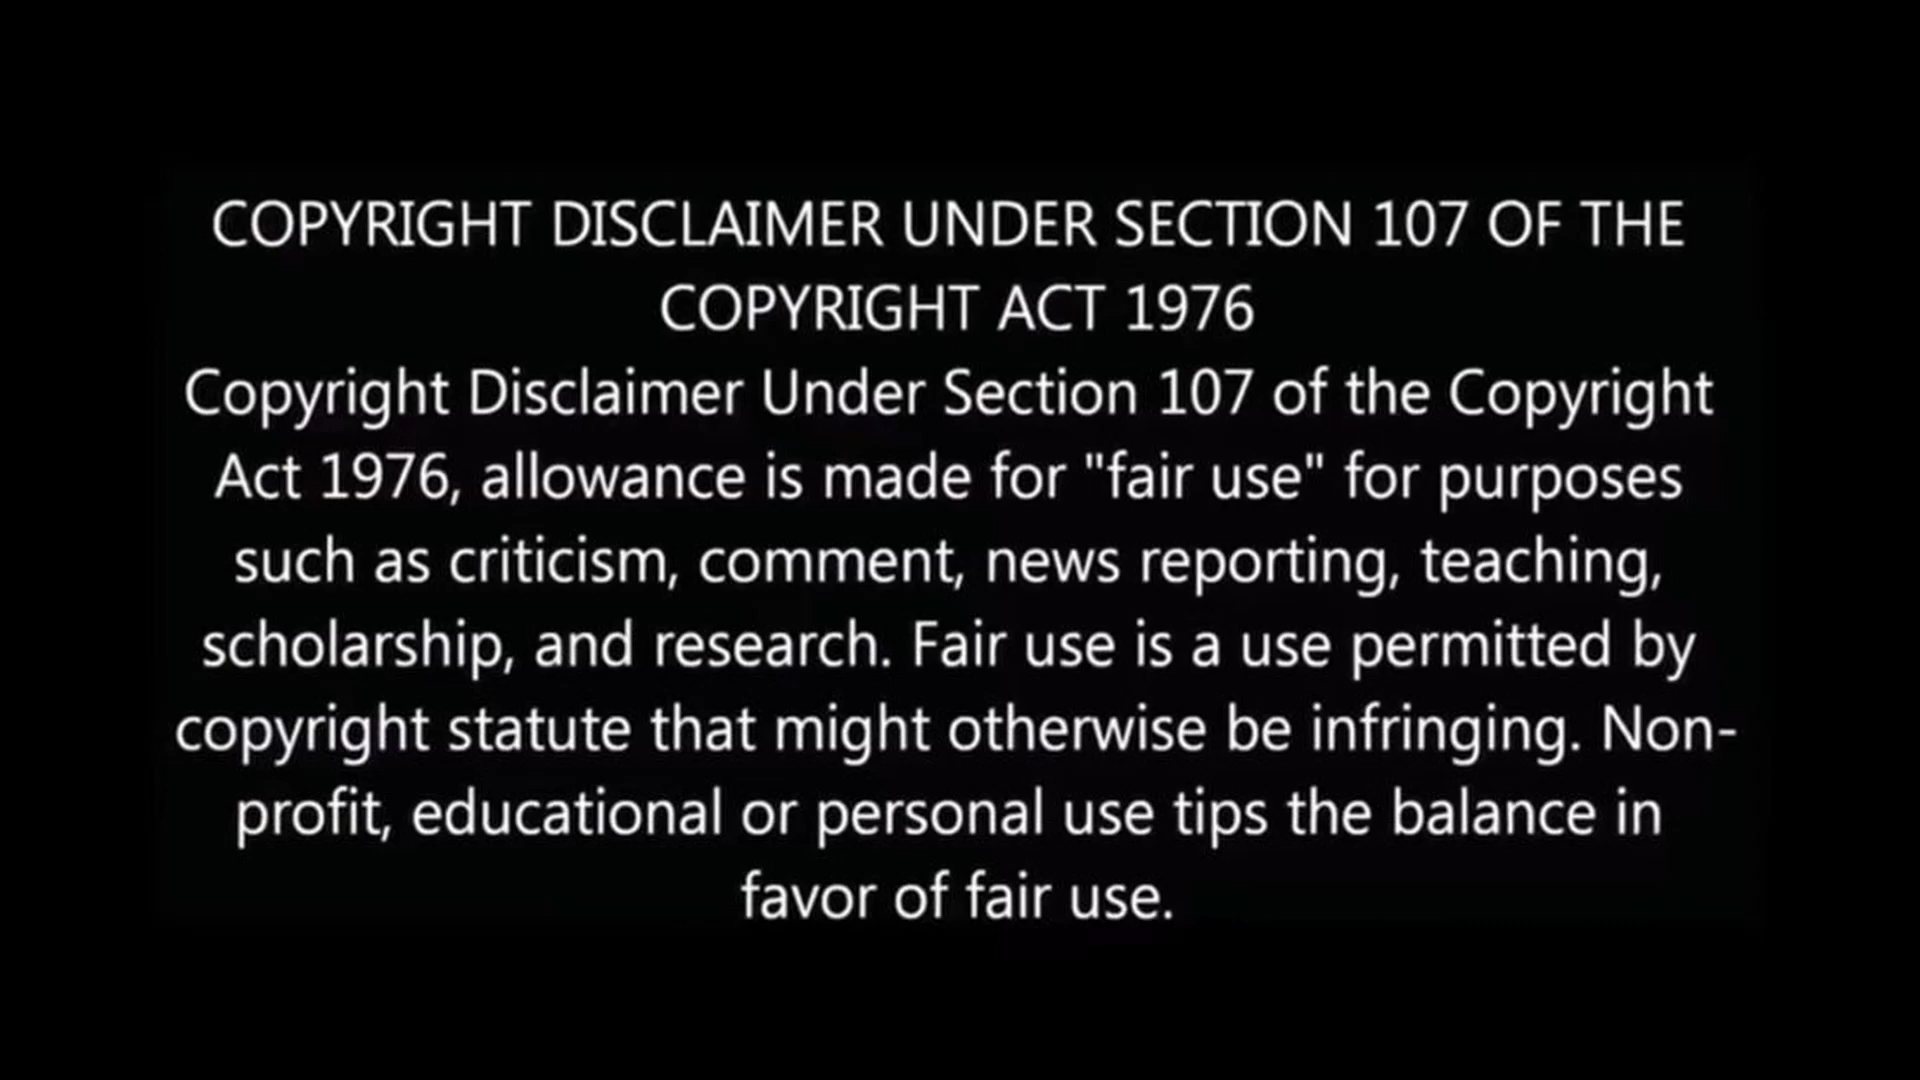 COPYRIGHT DISCLAIMER UNDER SECTION 107 OF THE
COPYRIGHT ACT 1976
Copyright Disclaimer Under Section 107 of the Copyright
Act 1976, allowance is made for "fair use" for purposes
such as criticism, comment, news reporting, teaching,
scholarship, and research. Fair use is a use permitted by
copyright statute that might otherwise be infringing. Non-
profit, educational or personal use tips the balance in
favor of fair use.